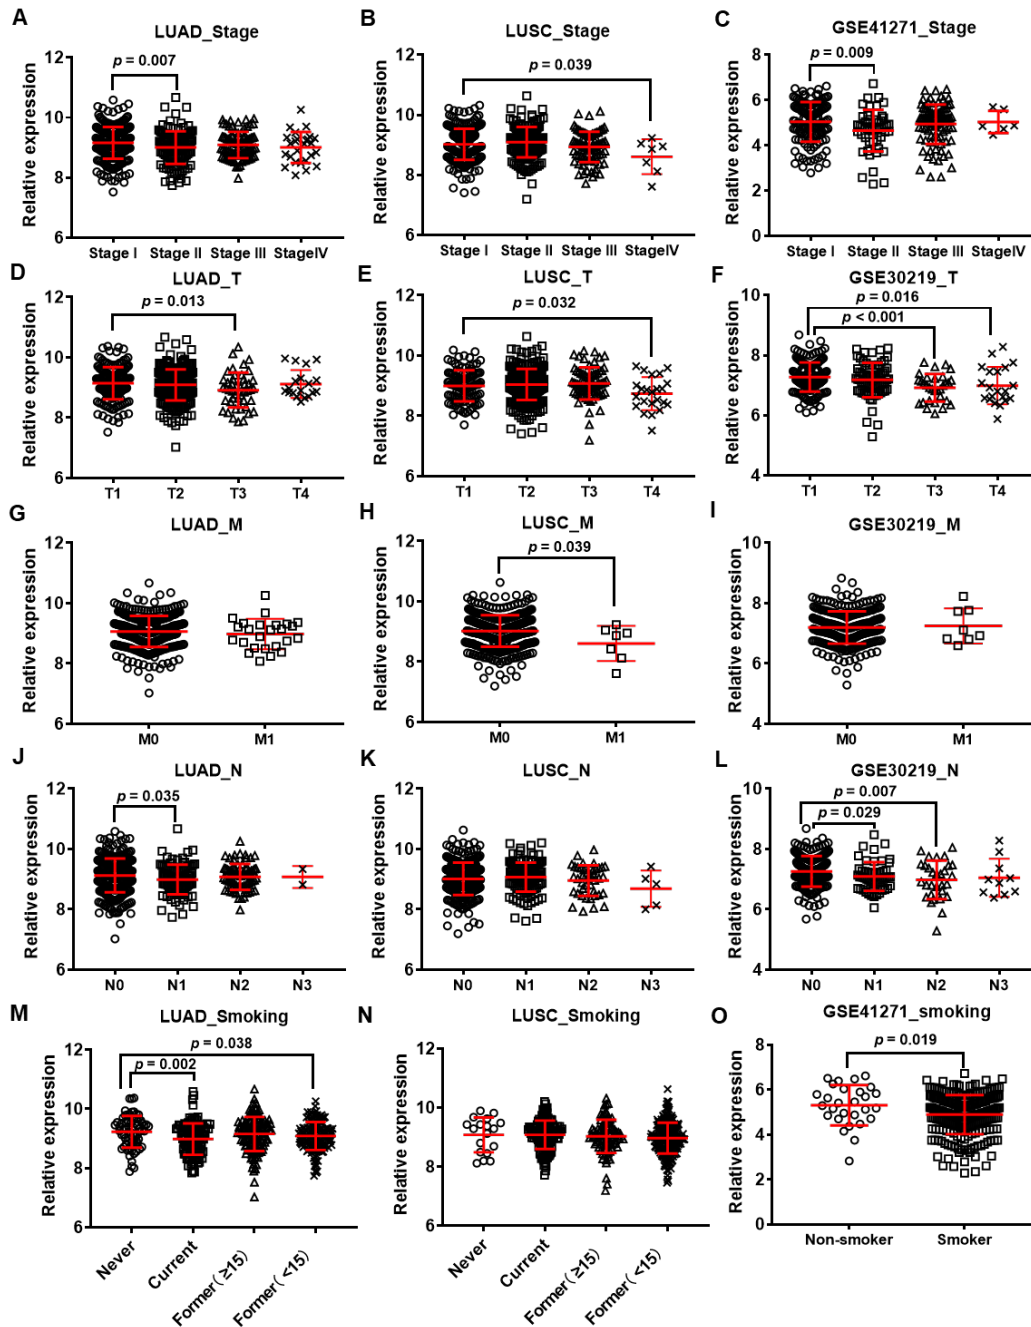 A
LUAD_Stage
Relative expression
12
10
8
6
p = 0.007
Stage I Stage II Stage III StageIV
B
LUSC_Stage
Relative expression
12
10
8
6
p = 0.039
Stage I Stage II Stage III StageIV
C
GSE41271_Stage
Relative expression
8
6
4
2
0
p = 0.009
Stage I Stage II Stage III StageIV
D
LUAD_T
Relative expression
12
10
8
6
p = 0.013
T1 T2 T3 T4
E
LUSC_T
Relative expression
12
10
8
6
p = 0.032
T1 T2 T3 T4
F
GSE30219_T
Relative expression
10
8
6
4
p = 0.016
p < 0.001
T1 T2 T3 T4
G
LUAD_M
Relative expression
12
10
8
6
M0 M1
H
LUSC_M
Relative expression
12
10
8
6
p = 0.039
M0 M1
I
GSE30219_M
Relative expression
10
8
6
4
M0 M1
J
LUAD_N
Relative expression
12
10
8
6
p = 0.035
N0 N1 N2 N3
K
LUSC_N
Relative expression
12
10
8
6
N0 N1 N2 N3
L
GSE30219_N
Relative expression
10
8
6
4
p = 0.007
p = 0.029
N0 N1 N2 N3
M
LUAD_Smoking
Relative expression
12
10
8
6
p = 0.038
p = 0.002
Never Current Former(≥15) Former(<15)
N
LUSC_Smoking
Relative expression
12
10
8
6
Never Current Former(≥15) Former(<15)
O
GSE41271_smoking
Relative expression
8
6
4
2
0
p = 0.019
Non-smoker Smoker